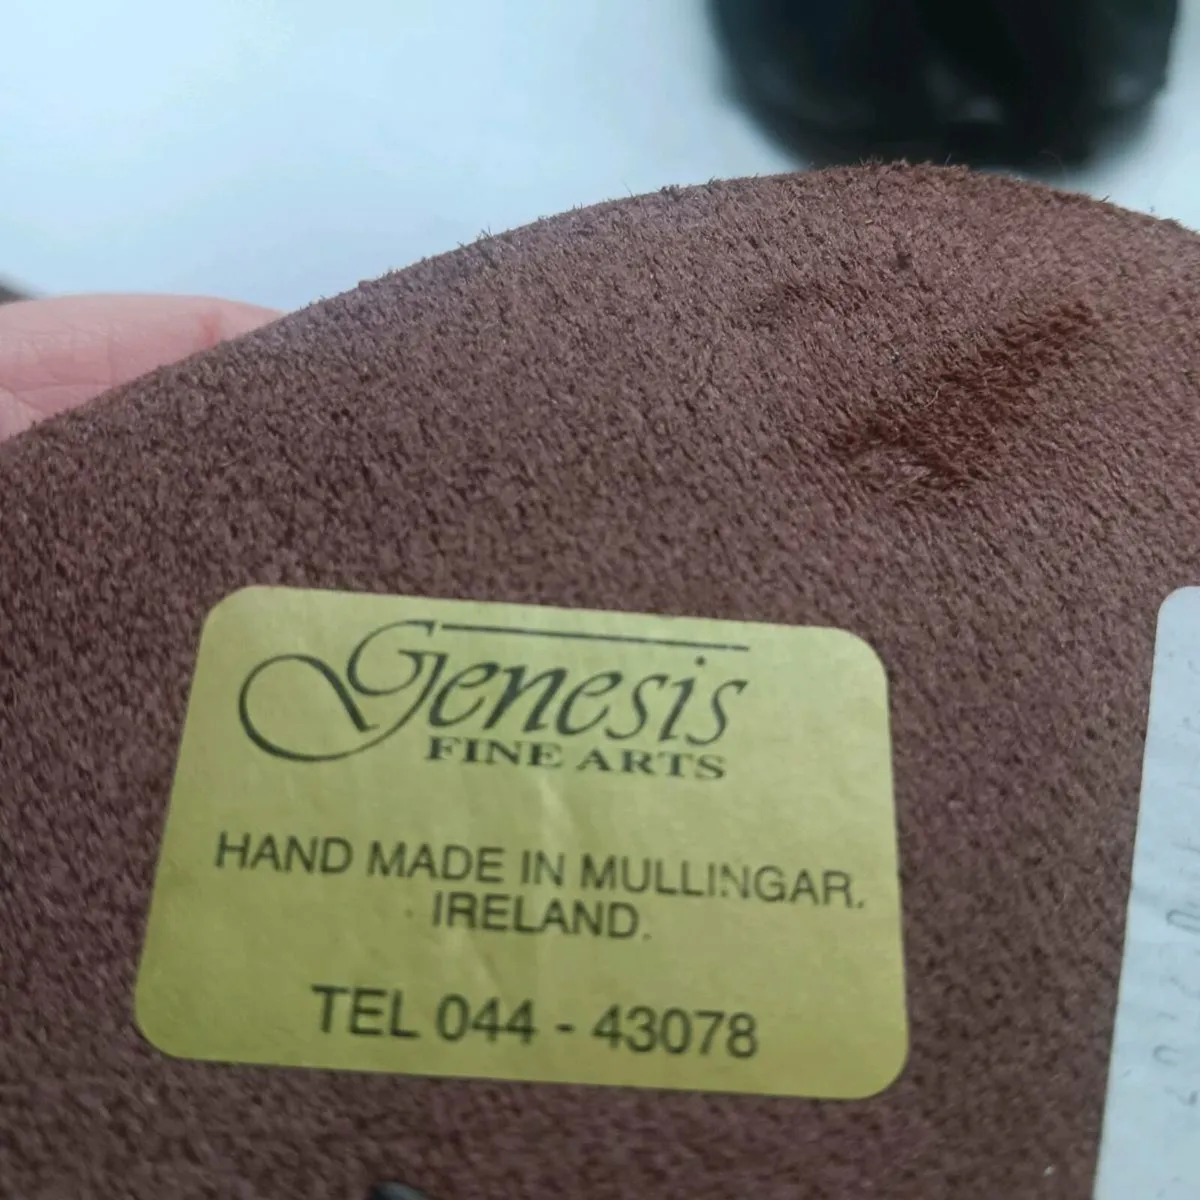 Genesis
FINE ARTS
HAND MADE IN MULLINGAR.
IRELAND.
TEL 044 - 43078